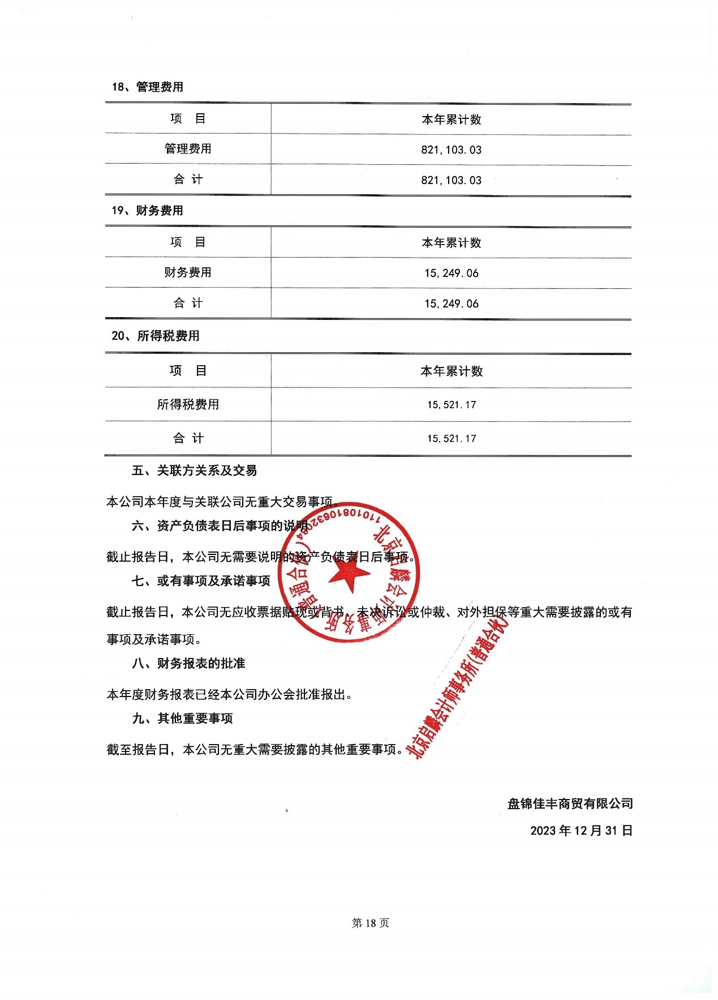 18、管理费用
项 目 本年累计数
管理费用 821,103.03
合 计 821,103.03
19、财务费用
项 目 本年累计数
财务费用 15,249.06
合 计 15,249.06
20、所得税费用
项 目 本年累计数
所得税费用 15,521.17
合 计 15,521.17
五、关联方关系及交易
本公司本年度与关联公司无重大交易事项。
六、资产负债表日后事项的说明
截止报告日，本公司无需要说明的资产负债表日后事项。
七、或有事项及承诺事项
截止报告日，本公司无应收票据贴现或背书、未决诉讼或仲裁、对外担保等重大需要披露的或有
事项及承诺事项。
八、财务报表的批准
本年度财务报表已经本公司办公会批准报出。
九、其他重要事项
截至报告日，本公司无重大需要披露的其他重要事项。
北京启麟会计师事务所（普通合伙）
1101081063208４
北京启麟会计师事务所(普通合伙)
盘锦佳丰商贸有限公司
2023 年 12 月 31 日
第 18 页